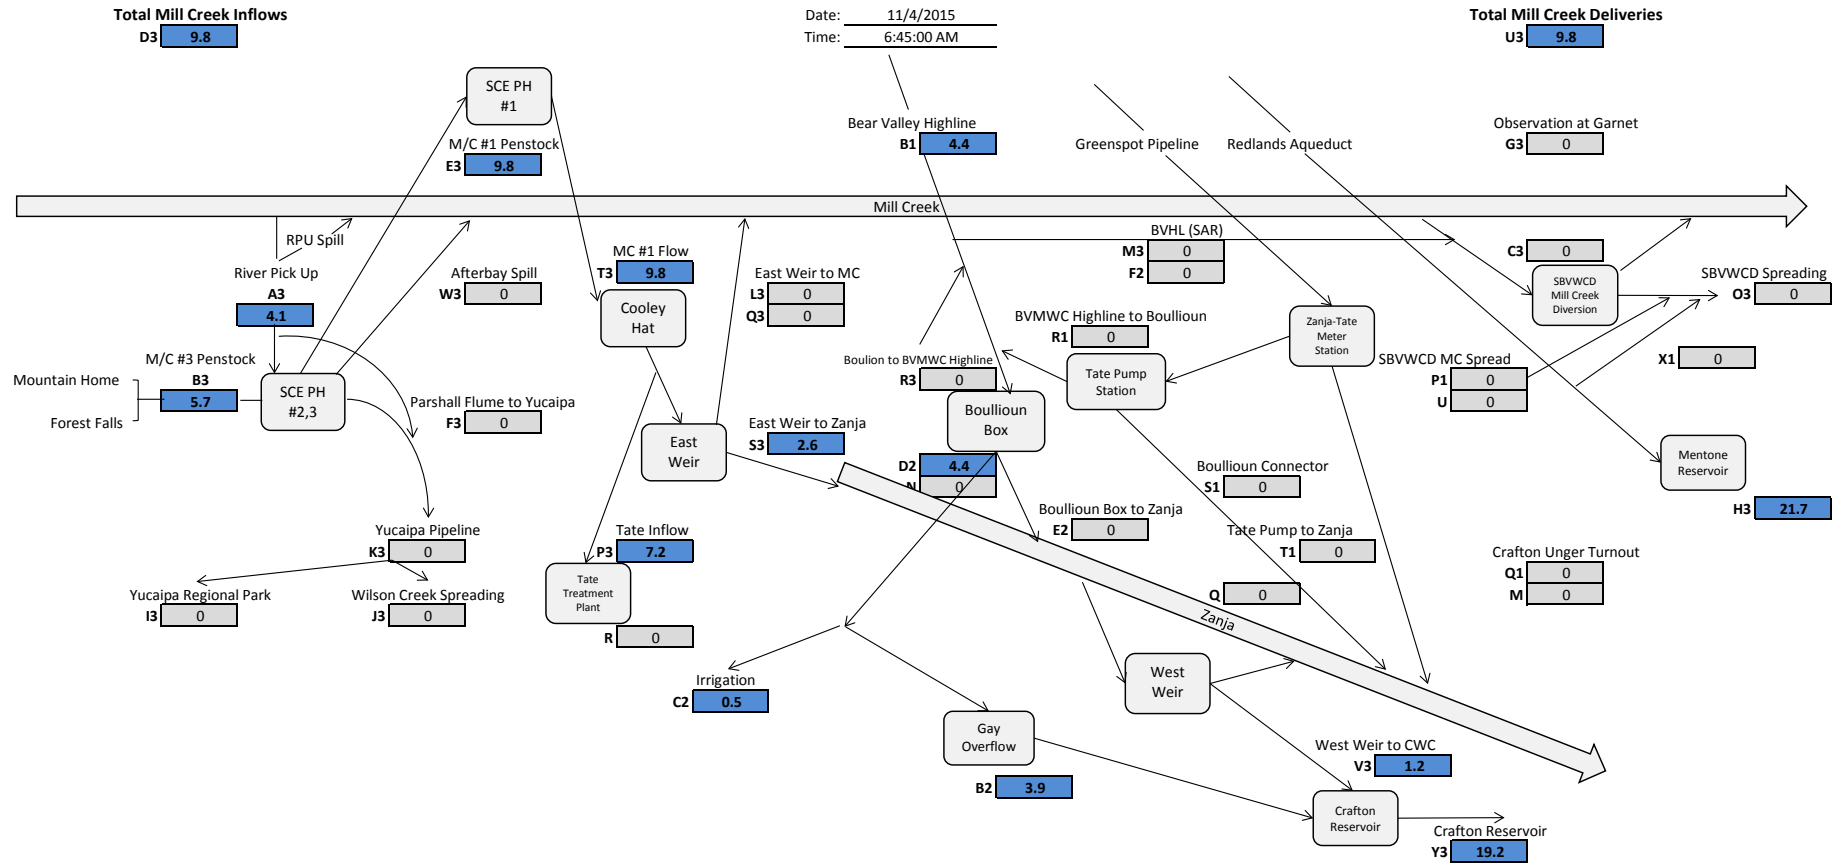 Total Mill Creek Inflows
D3 9.8
Date: 11/4/2015
Time: 6:45:00 AM
Total Mill Creek Deliveries
U3 9.8
SCE PH
#1
M/C #1 Penstock
E3 9.8
Bear Valley Highline
B1 4.4
Greenspot Pipeline
Redlands Aqueduct
Observation at Garnet
G3 0
Mill Creek
RPU Spill
River Pick Up
A3
4.1
Afterbay Spill
W3 0
MC #1 Flow
T3 9.8
Cooley
Hat
East Weir to MC
L3 0
Q3 0
BVHL (SAR)
M3 0
F2 0
C3 0
SBVWCD
Mill Creek
Diversion
SBVWCD Spreading
O3 0
BVMWC Highline to Boullioun
R1 0
Zanja-Tate
Meter
Station
M/C #3 Penstock
B3
5.7
Mountain Home
Forest Falls
SCE PH
#2,3
Boulion to BVMWC Highline
R3 0
Tate Pump
Station
SBVWCD MC Spread
P1 0
U 0
X1 0
Parshall Flume to Yucaipa
F3 0
Boullioun
Box
East
Weir
East Weir to Zanja
S3 2.6
D2 4.4
N 0
Boullioun Connector
S1 0
Mentone
Reservoir
H3 21.7
Boullioun Box to Zanja
E2 0
Yucaipa Pipeline
K3 0
Tate Inflow
P3 7.2
Tate Pump to Zanja
T1 0
Crafton Unger Turnout
Q1 0
M 0
Yucaipa Regional Park
I3 0
Wilson Creek Spreading
J3 0
Tate
Treatment
Plant
R 0
Q 0
Zanja
Irrigation
C2 0.5
West
Weir
Gay
Overflow
B2 3.9
West Weir to CWC
V3 1.2
Crafton
Reservoir
Crafton Reservoir
Y3 19.2